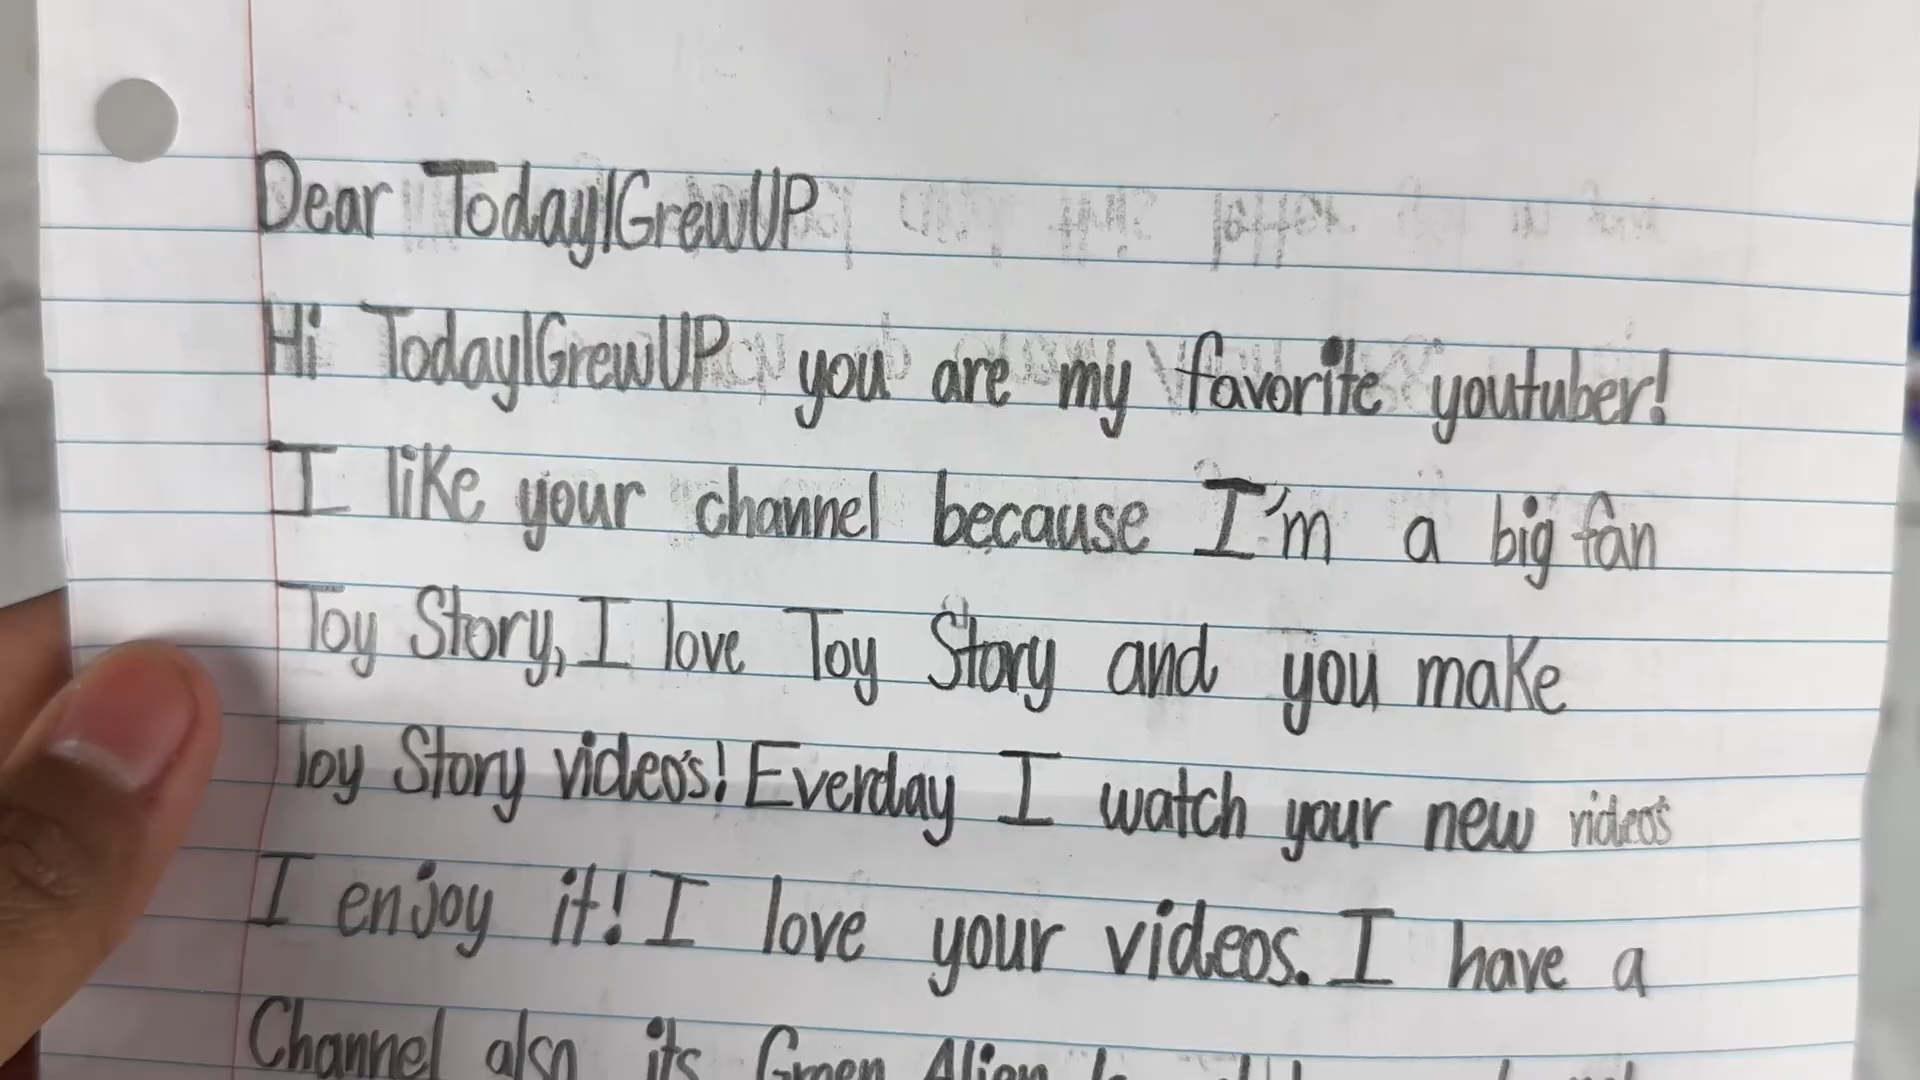 Dear TodayIGrewUP
Hi TodayIGrewUP you are my favorite youtuber!
I like your channel because I'm a big fan
Toy Story, I love Toy Story and you make
Toy Story video's! Everday I watch your new video's
I enjoy it! I love your videos. I have a
Channel also its Green Alien